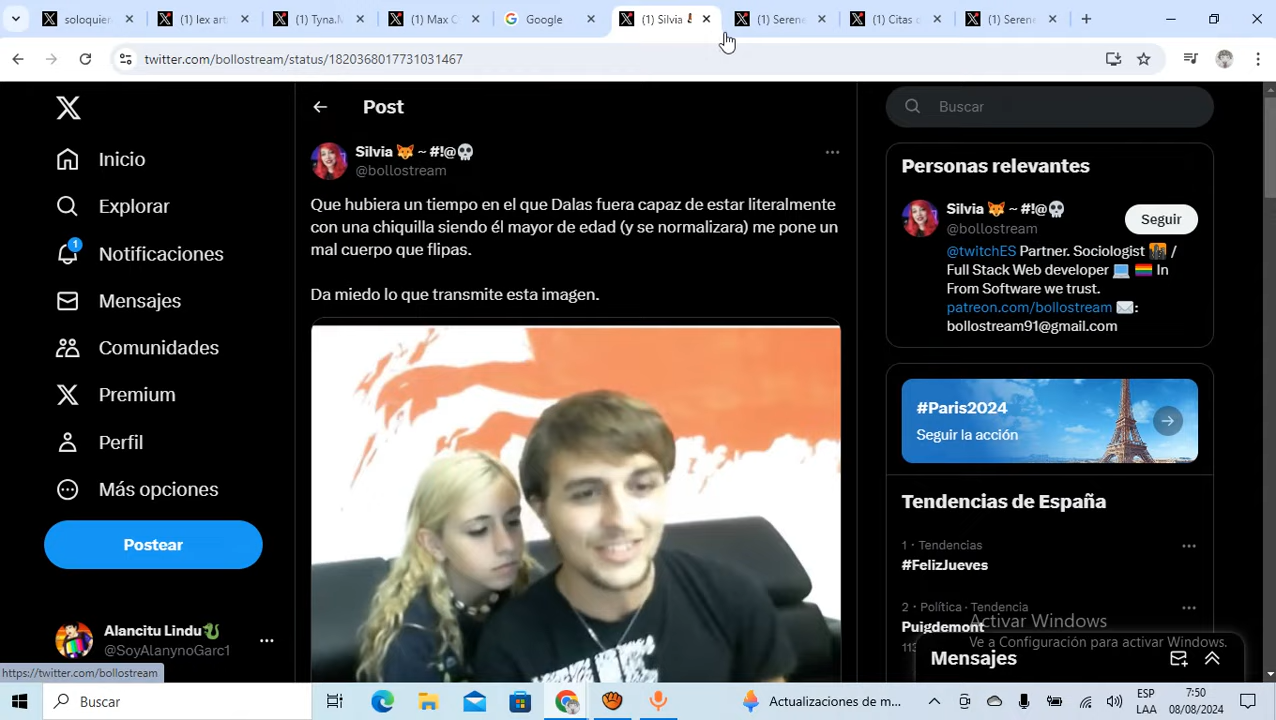 (1) Silvia
(1) lex art
(1) Tyna.M
(1) Max C
Google
soloquier
(1) Serene
(1) Citas c
(1) Serene
twitter.com/bollostream/status/1820368017731031467
Inicio
Explorar
Notificaciones
1
Mensajes
Comunidades
Premium
Perfil
Más opciones
Postear
Alancitu Lindu🐉
@SoyAlanynoGarc1
https://twitter.com/bollostream
Post
Silvia 🦊 ~ #!@💀
@bollostream
Que hubiera un tiempo en el que Dalas fuera capaz de estar literalmente
con una chiquilla siendo él mayor de edad (y se normalizara) me pone un
mal cuerpo que flipas.
Da miedo lo que transmite esta imagen.
Buscar
Personas relevantes
Silvia 🦊 ~ #!@💀
@bollostream
Seguir
@twitchES Partner. Sociologist /
Full Stack Web developer 💻 🏳️‍🌈 In
From Software we trust.
patreon.com/bollostream ✉️:
bollostream91@gmail.com
#Paris2024
Seguir la acción
Tendencias de España
1 · Tendencias
#FelizJueves
2 · Política · Tendencia
Puigdemont
Activar Windows
Ve a Configuración para activar Windows.
Mensajes
Buscar
Actualizaciones de m...
ESP
LAA
7:50
08/08/2024